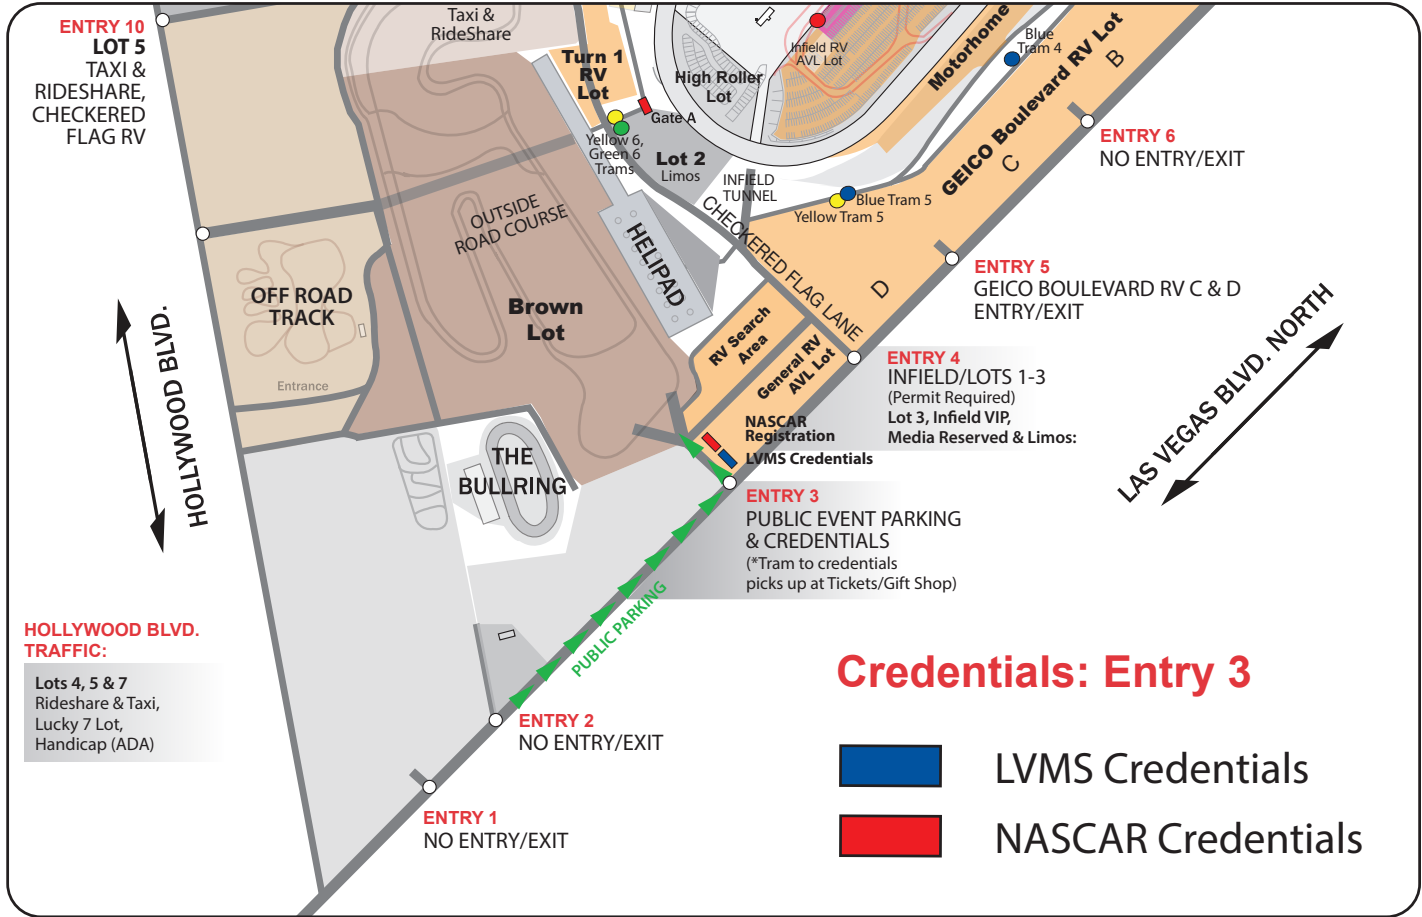 ENTRY 10
LOT 5
TAXI &
RIDESHARE,
CHECKERED
FLAG RV
Taxi &
RideShare
Turn 1
RV
Lot
High Roller
Lot
Infield RV
AVL Lot
Motorhome
Blue
Tram 4
GEICO Boulevard RV Lot
B
C
D
ENTRY 6
NO ENTRY/EXIT
Gate A
Yellow 6,
Green 6
Trams
Lot 2
Limos
INFIELD
TUNNEL
Blue Tram 5
Yellow Tram 5
CHECKERED FLAG LANE
OUTSIDE
ROAD COURSE
HELIPAD
ENTRY 5
GEICO BOULEVARD RV C & D
ENTRY/EXIT
OFF ROAD
TRACK
Entrance
Brown
Lot
RV Search
Area
General RV
AVL Lot
ENTRY 4
INFIELD/LOTS 1-3
(Permit Required)
Lot 3, Infield VIP,
Media Reserved & Limos:
LAS VEGAS BLVD. NORTH
HOLLYWOOD BLVD.
NASCAR
Registration
LVMS Credentials
THE
BULLRING
ENTRY 3
PUBLIC EVENT PARKING
& CREDENTIALS
(*Tram to credentials
picks up at Tickets/Gift Shop)
PUBLIC PARKING
HOLLYWOOD BLVD.
TRAFFIC:
Lots 4, 5 & 7
Rideshare & Taxi,
Lucky 7 Lot,
Handicap (ADA)
ENTRY 2
NO ENTRY/EXIT
ENTRY 1
NO ENTRY/EXIT
Credentials: Entry 3
LVMS Credentials
NASCAR Credentials